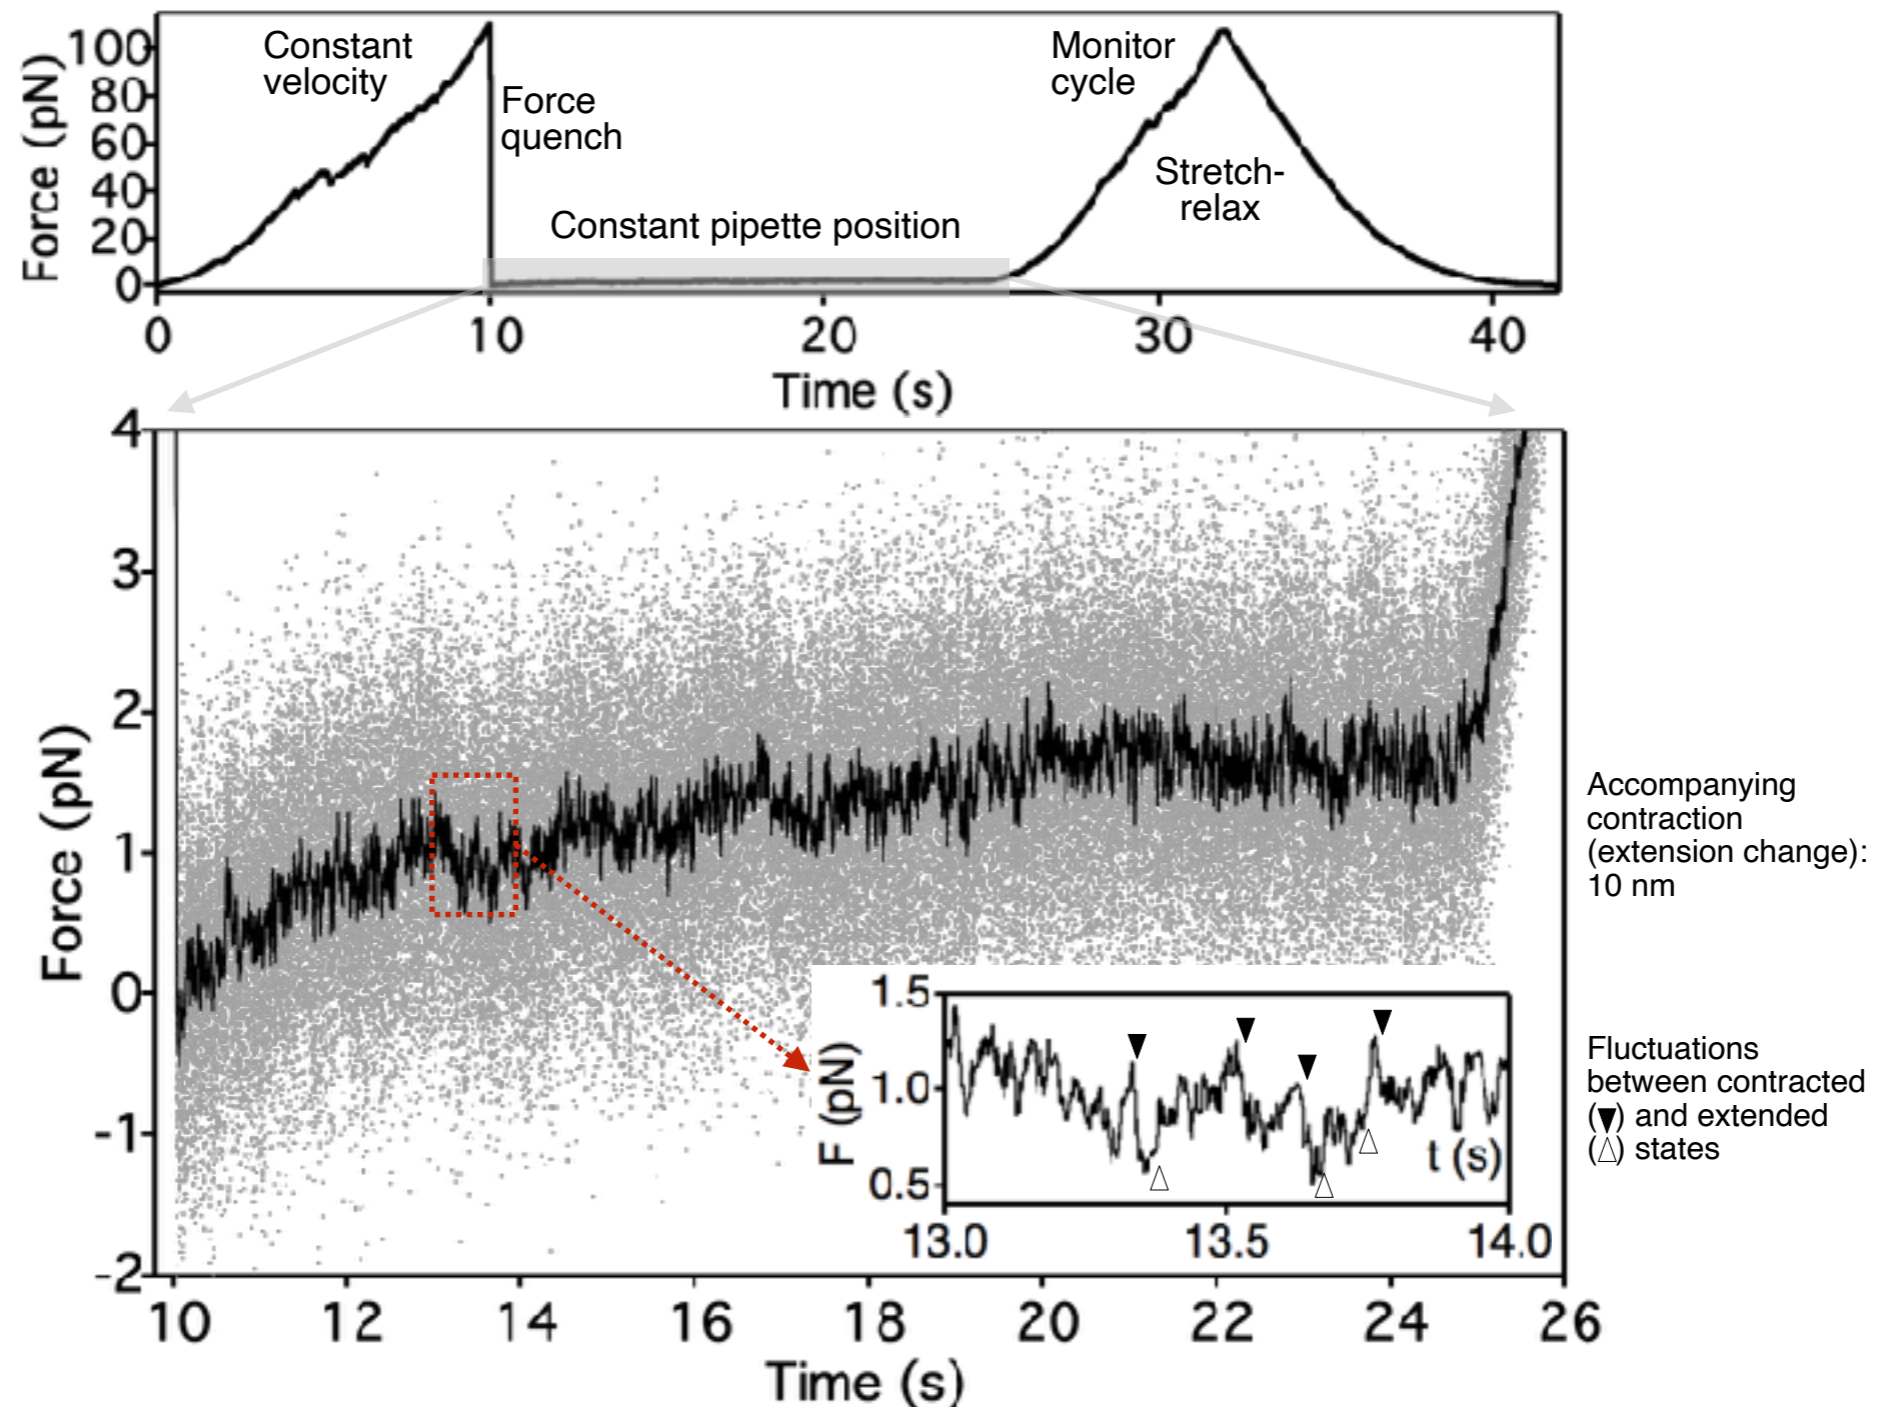 Constant
velocity
Force
quench
Monitor
cycle
Stretch-
relax
Constant pipette position
Force (pN)
100
80
60
40
20
0
0 10 20 30 40
Time (s)
4
3
2
1
0
-1
-2
Force (pN)
10 12 14 16 18 20 22 24 26
Time (s)
1.5
1.0
0.5
F (pN)
t (s)
13.0 13.5 14.0
Accompanying
contraction
(extension change):
10 nm
Fluctuations
between contracted
(▼) and extended
(△) states